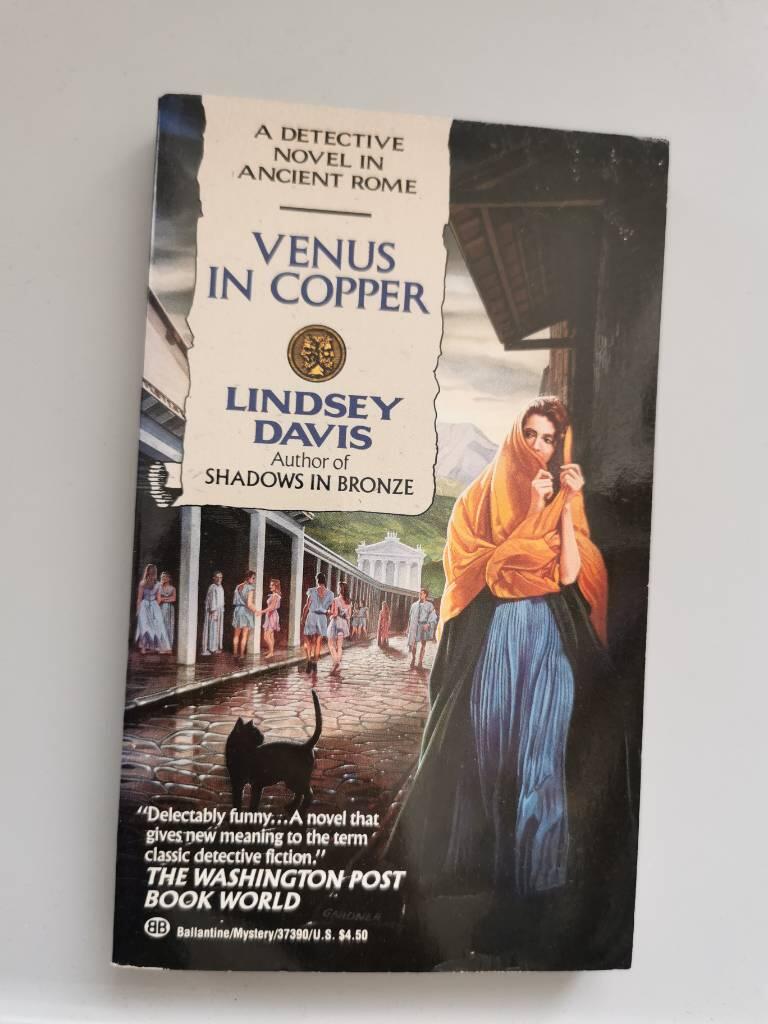 A DETECTIVE
NOVEL IN
ANCIENT ROME
VENUS
IN COPPER
LINDSEY
DAVIS
Author of
SHADOWS IN BRONZE
"Delectably funny...A novel that
gives new meaning to the term
classic detective fiction."
THE WASHINGTON POST
BOOK WORLD
GARDNER
BB Ballantine/Mystery/37390/U.S. $4.50